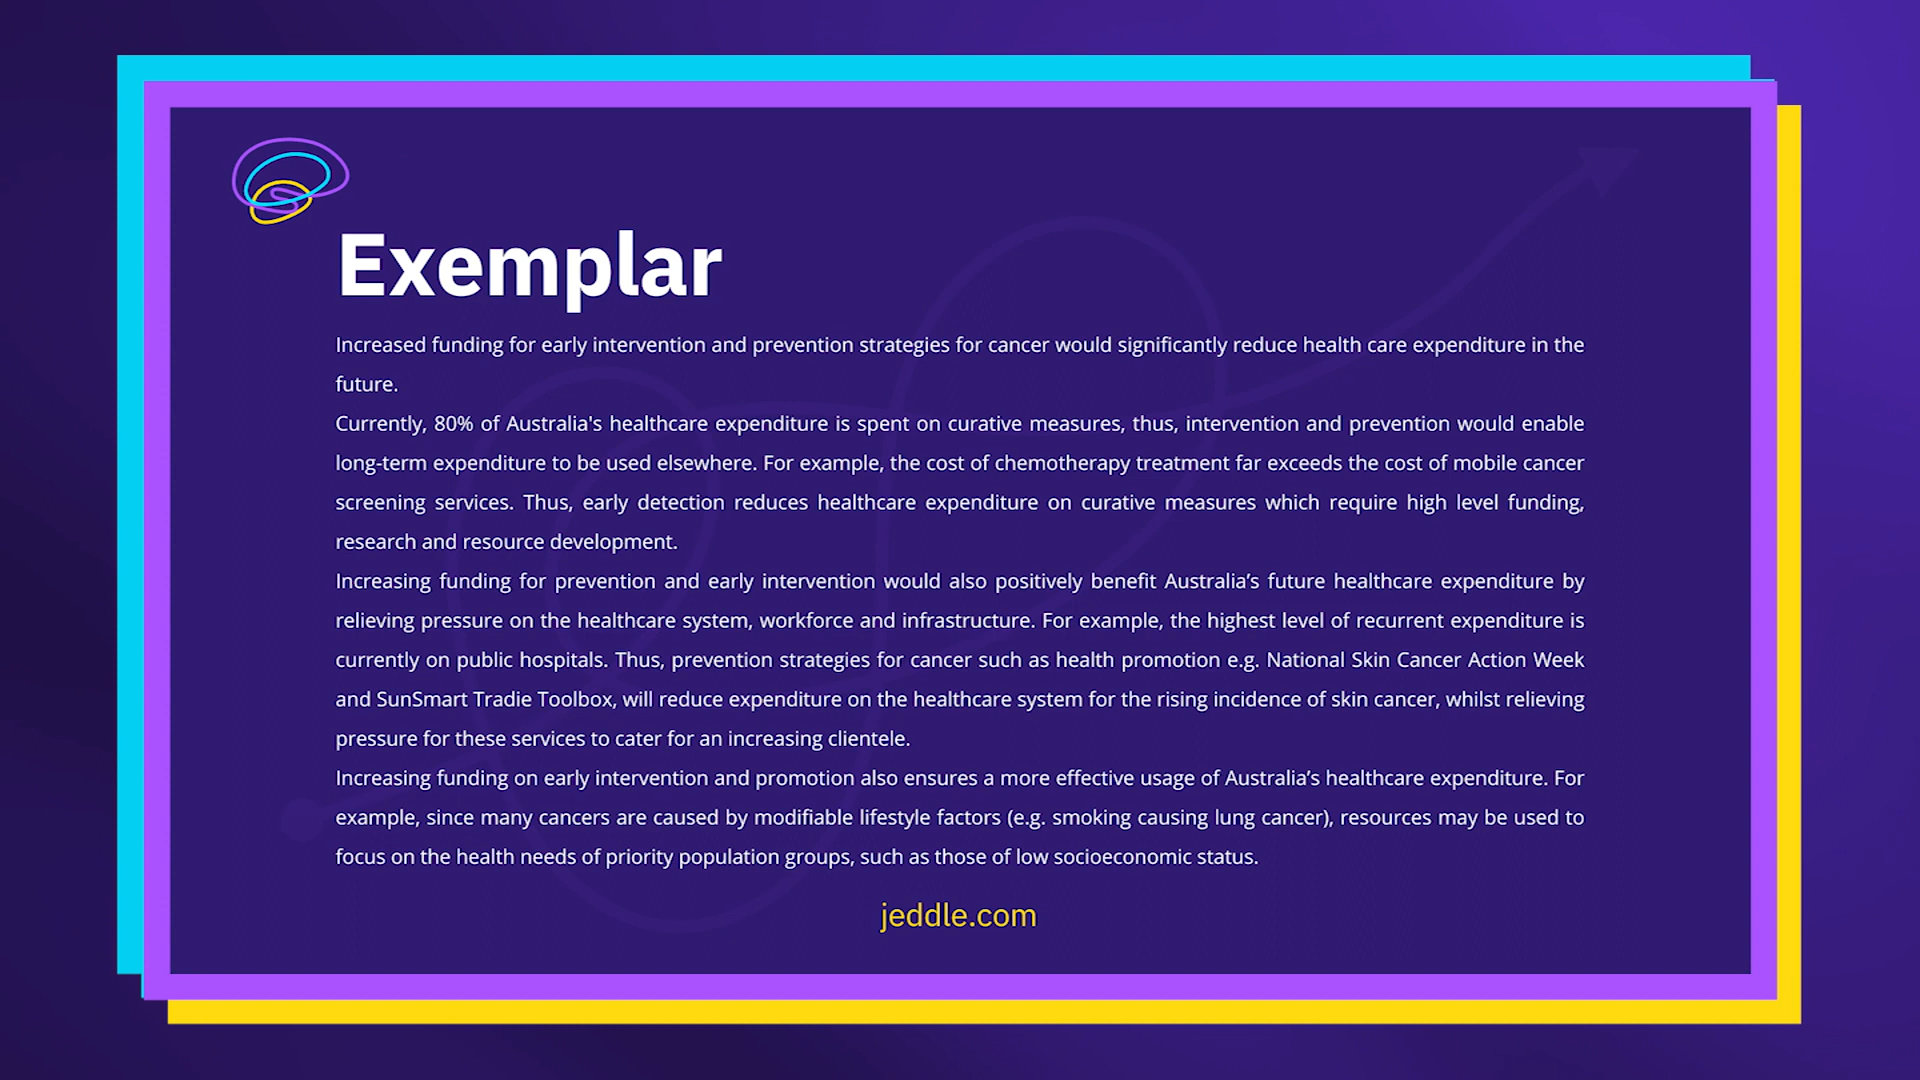 Exemplar
Increased funding for early intervention and prevention strategies for cancer would significantly reduce health care expenditure in the
future.
Currently, 80% of Australia's healthcare expenditure is spent on curative measures, thus, intervention and prevention would enable
long-term expenditure to be used elsewhere. For example, the cost of chemotherapy treatment far exceeds the cost of mobile cancer
screening services. Thus, early detection reduces healthcare expenditure on curative measures which require high level funding,
research and resource development.
Increasing funding for prevention and early intervention would also positively benefit Australia’s future healthcare expenditure by
relieving pressure on the healthcare system, workforce and infrastructure. For example, the highest level of recurrent expenditure is
currently on public hospitals. Thus, prevention strategies for cancer such as health promotion e.g. National Skin Cancer Action Week
and SunSmart Tradie Toolbox, will reduce expenditure on the healthcare system for the rising incidence of skin cancer, whilst relieving
pressure for these services to cater for an increasing clientele.
Increasing funding on early intervention and promotion also ensures a more effective usage of Australia’s healthcare expenditure. For
example, since many cancers are caused by modifiable lifestyle factors (e.g. smoking causing lung cancer), resources may be used to
focus on the health needs of priority population groups, such as those of low socioeconomic status.
jeddle.com